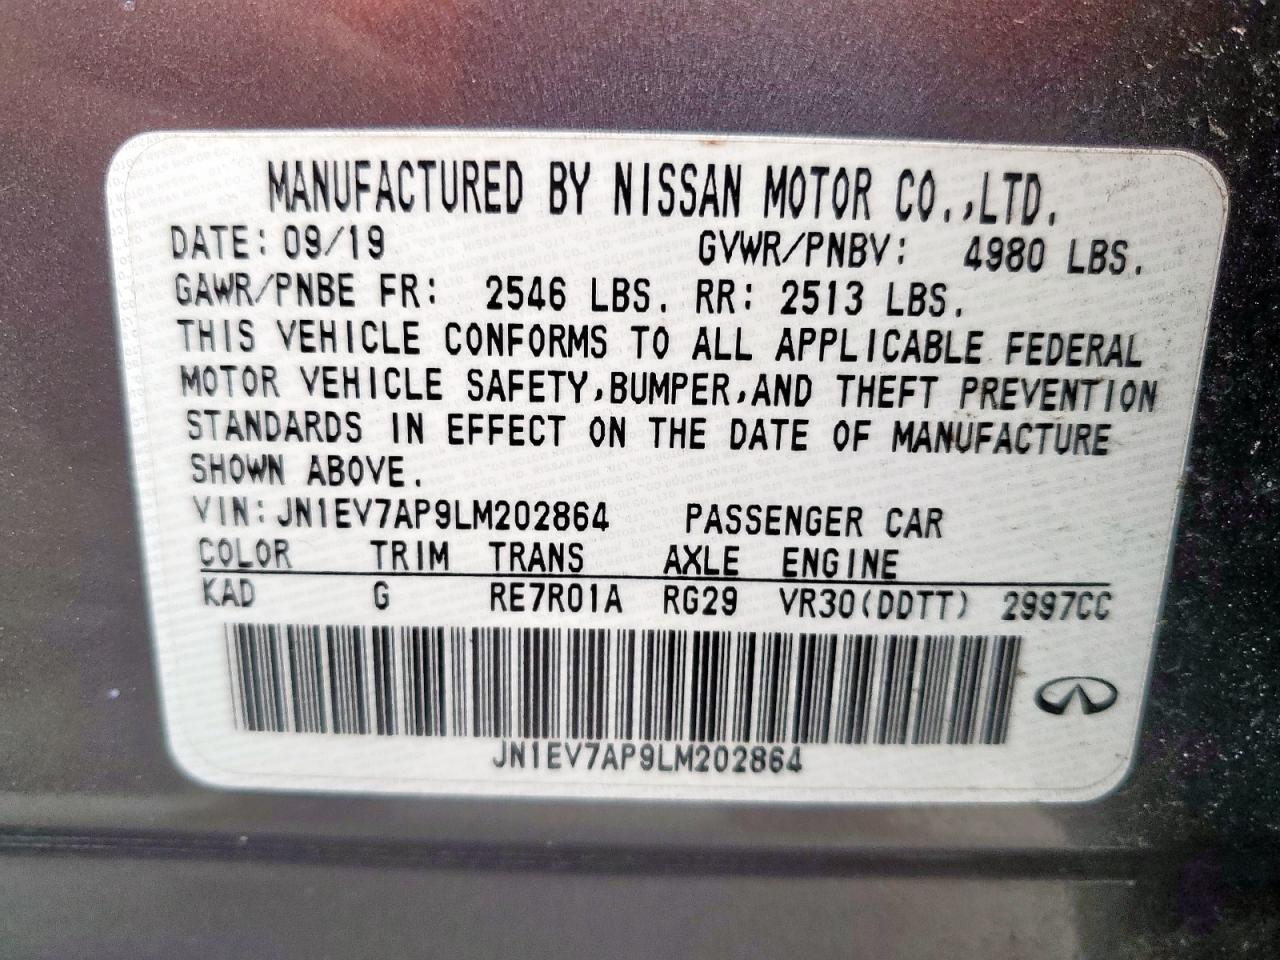 MANUFACTURED BY NISSAN MOTOR CO.,LTD.
DATE: 09/19 GVWR/PNBV: 4980 LBS.
GAWR/PNBE FR: 2546 LBS. RR: 2513 LBS.
THIS VEHICLE CONFORMS TO ALL APPLICABLE FEDERAL
MOTOR VEHICLE SAFETY,BUMPER,AND THEFT PREVENTION
STANDARDS IN EFFECT ON THE DATE OF MANUFACTURE
SHOWN ABOVE.
VIN:JN1EV7AP9LM202864 PASSENGER CAR
COLOR TRIM TRANS AXLE ENGINE
KAD G RE7R01A RG29 VR30(DDTT) 2997CC
JN1EV7AP9LM202864